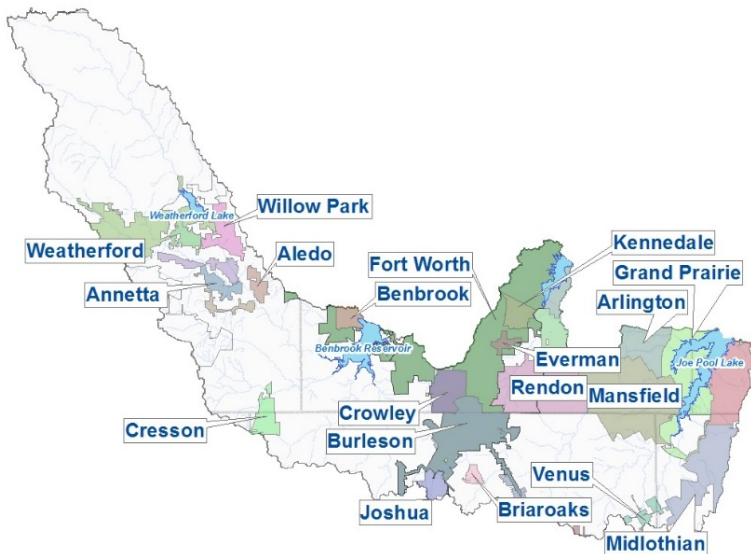 Willow Park
Weatherford Lake
Weatherford
Aledo
Kennedale
Fort Worth
Grand Prairie
Annetta
Benbrook
Arlington
Benbrook Reservoir
Everman
Joe Pool Lake
Rendon
Mansfield
Crowley
Cresson
Burleson
Venus
Joshua
Briaroaks
Midlothian